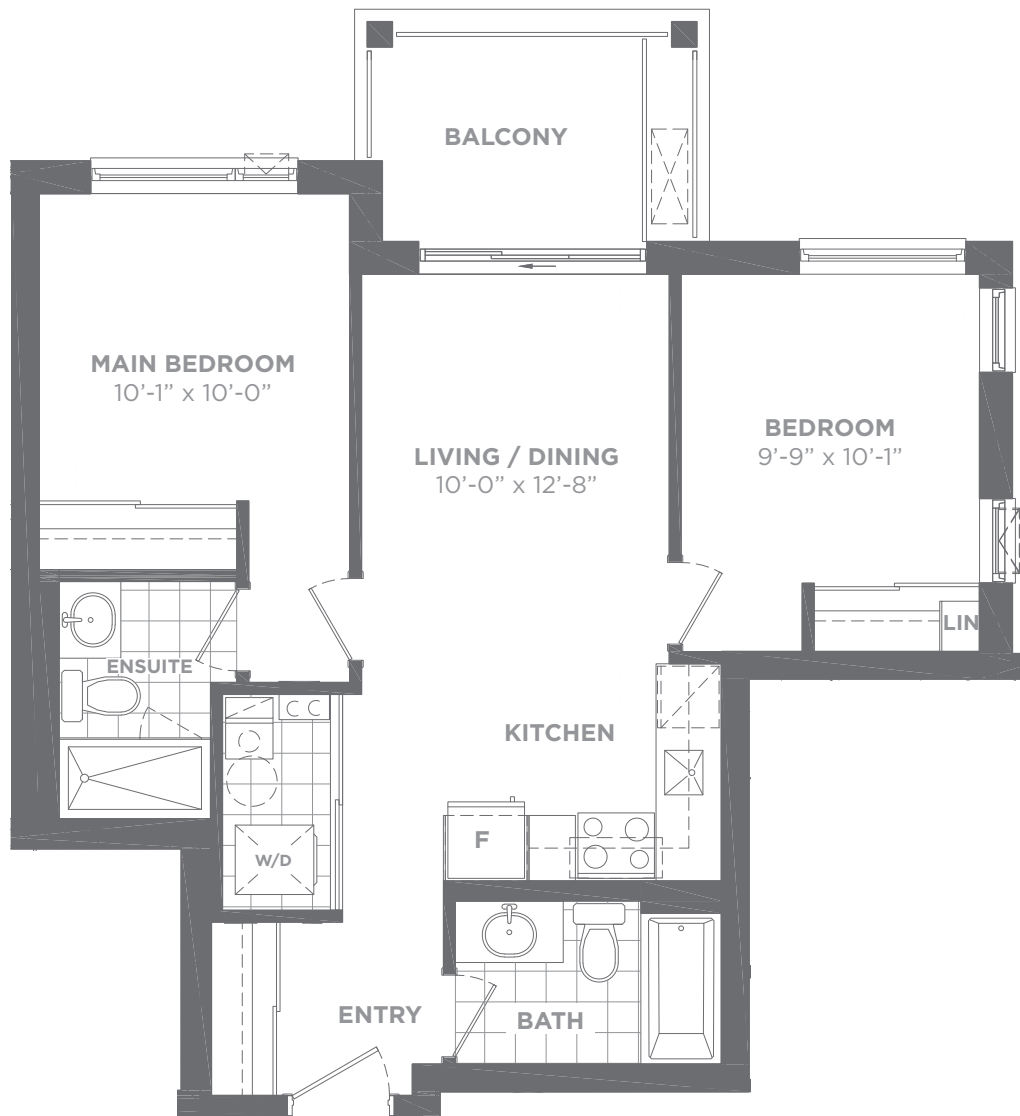 BALCONY
MAIN BEDROOM
10’-1” x 10’-0”
BEDROOM
9’-9” x 10’-1”
LIVING / DINING
10’-0” x 12’-8”
LIN
ENSUITE
KITCHEN
F
W/D
ENTRY
BATH